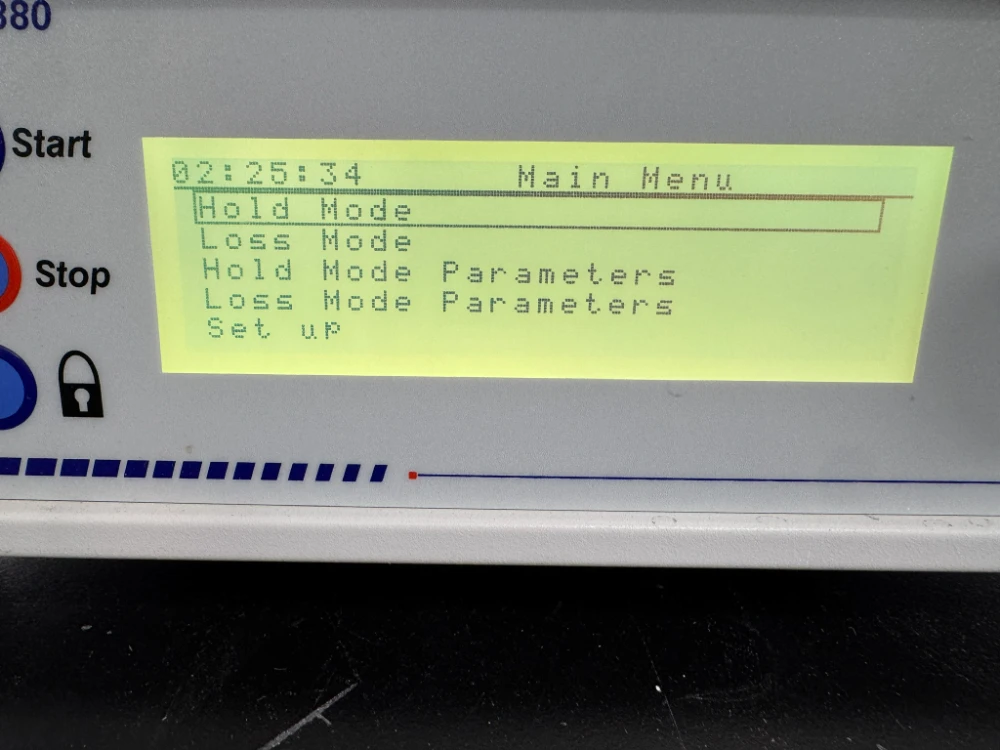 380
Start
02:25:34 Main Menu
Hold Mode
Loss Mode
Hold Mode Parameters
Stop
Loss Mode Parameters
Set up